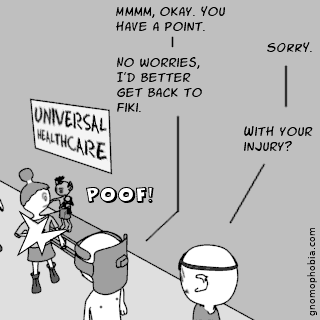 MMMM, OKAY. YOU
HAVE A POINT.
NO WORRIES,
I'D BETTER
GET BACK TO
FIKI.
SORRY.
WITH YOUR
INJURY?
UNIVERSAL
HEALTHCARE
POOF!
gnomophobia.com